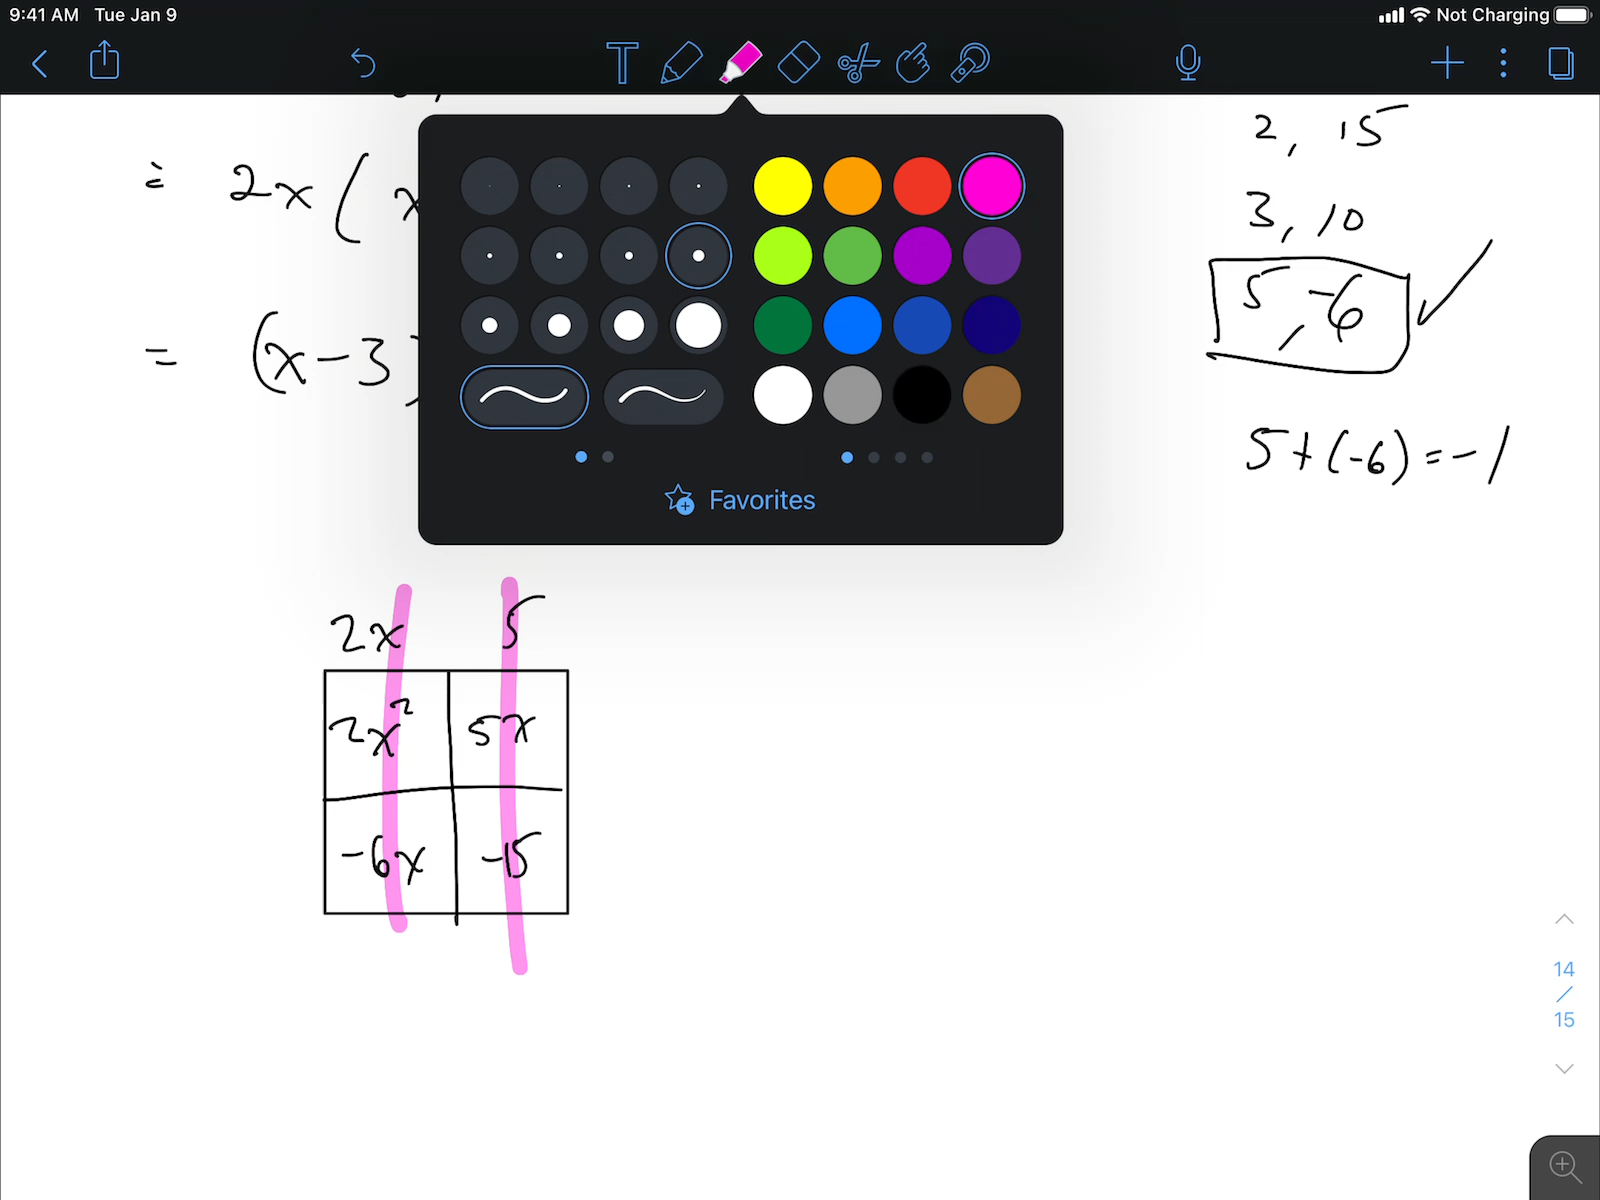 9:41 AM Tue Jan 9
Not Charging
T
2, 15
= 2x( x
3, 10
5, -6
= (x-3)
5+(-6)=-1
Favorites
2x 5
2x² 5x
-6x -15
14
/
15